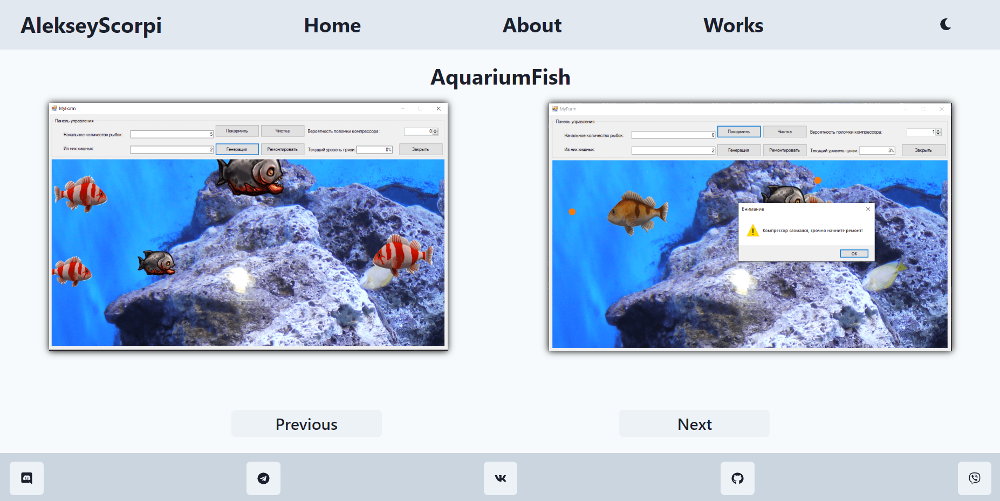 AlekseyScorpi Home About Works
AquariumFish
MyForm
Панель управления
Начальное количество рыбок: 5 Покормить Чистка Вероятность поломки компрессора: 0
Из них хищных: 2 Генерация Ремонтировать Текущий уровень грязи: 0% Закрыть
MyForm
Панель управления
Начальное количество рыбок: 6 Покормить Чистка Вероятность поломки компрессора: 1
Из них хищных: 2 Генерация Ремонтировать Текущий уровень грязи: 3% Закрыть
Внимание
Компрессор сломался, срочно начните ремонт!
OK
Previous Next